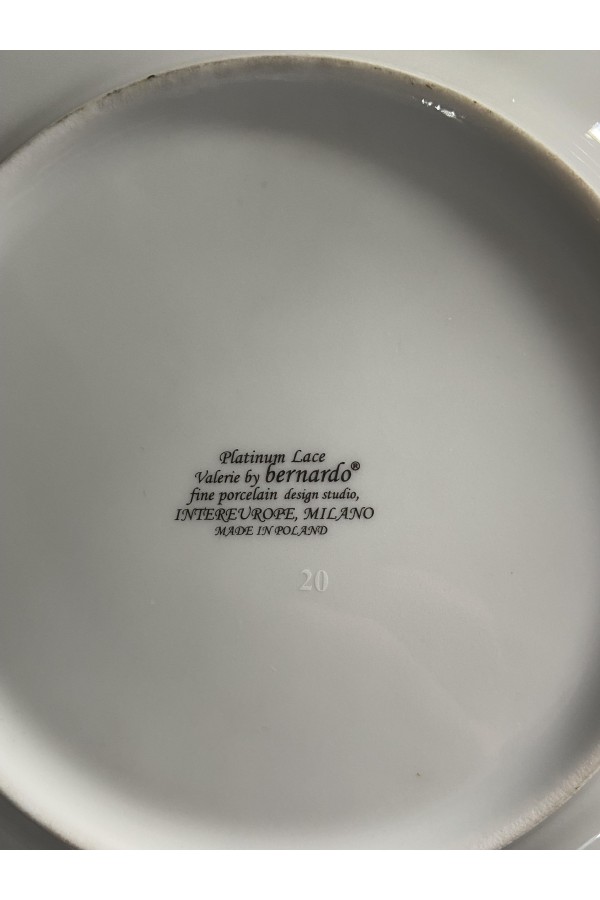 Platinum Lace
Valerie by bernardo®
fine porcelain design studio,
INTEREUROPE, MILANO
MADE IN POLAND
20